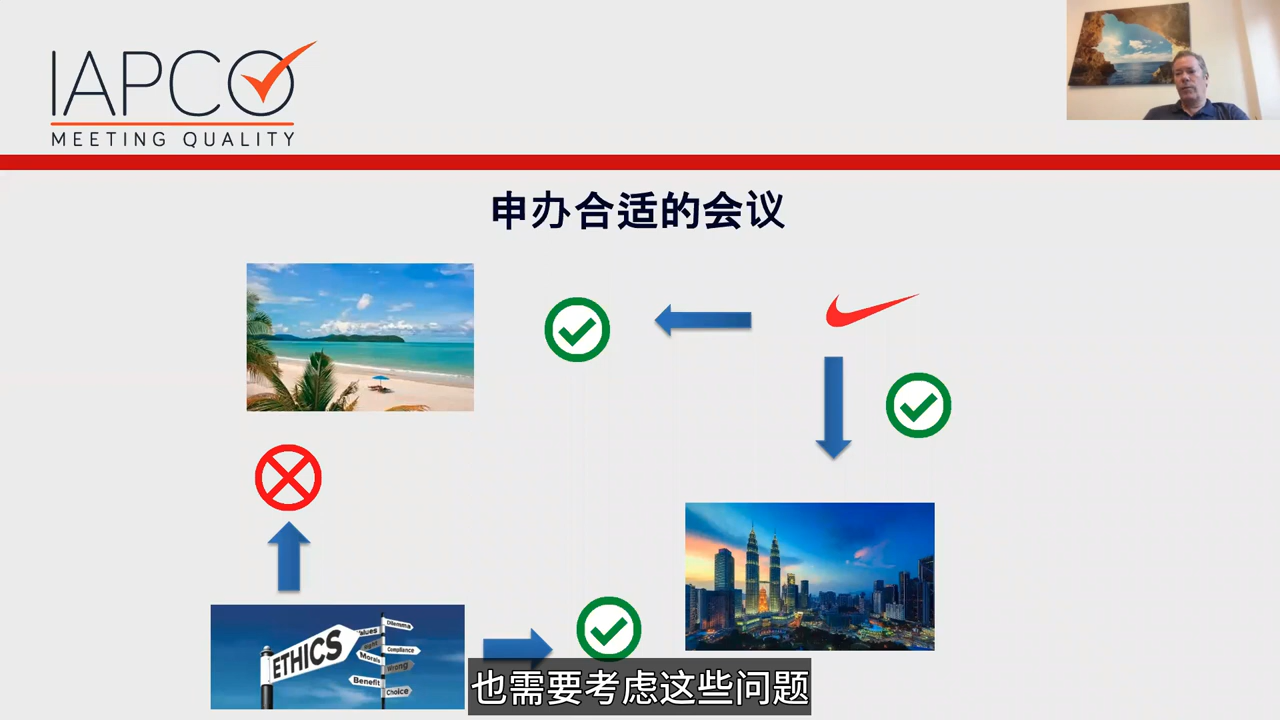 IAPCO
MEETING QUALITY
申办合适的会议
ETHICS
Values
Morals
Benefit
Dilemma
Compliance
Wrong
Choice
也需要考虑这些问题